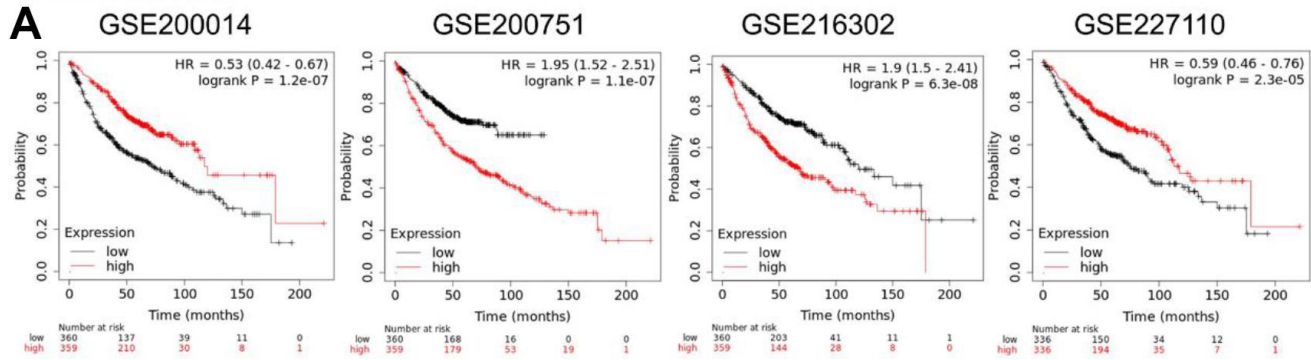 A
GSE200014
HR = 0.53 (0.42 - 0.67)
logrank P = 1.2e-07
Probability
1.0
0.8
0.6
0.4
0.2
0.0
Expression
low
high
0 50 100 150 200
Time (months)
Number at risk
low 360 137 39 11 0
high 359 210 30 8 1
GSE200751
HR = 1.95 (1.52 - 2.51)
logrank P = 1.1e-07
Probability
1.0
0.8
0.6
0.4
0.2
0.0
Expression
low
high
0 50 100 150 200
Time (months)
Number at risk
low 360 168 16 0 0
high 359 179 53 19 1
GSE216302
HR = 1.9 (1.5 - 2.41)
logrank P = 6.3e-08
Probability
1.0
0.8
0.6
0.4
0.2
0.0
Expression
low
high
0 50 100 150 200
Time (months)
Number at risk
low 360 203 41 11 1
high 359 144 28 8 0
GSE227110
HR = 0.59 (0.46 - 0.76)
logrank P = 2.3e-05
Probability
1.0
0.8
0.6
0.4
0.2
0.0
Expression
low
high
0 50 100 150 200
Time (months)
Number at risk
low 336 150 34 12 0
high 336 194 35 7 1